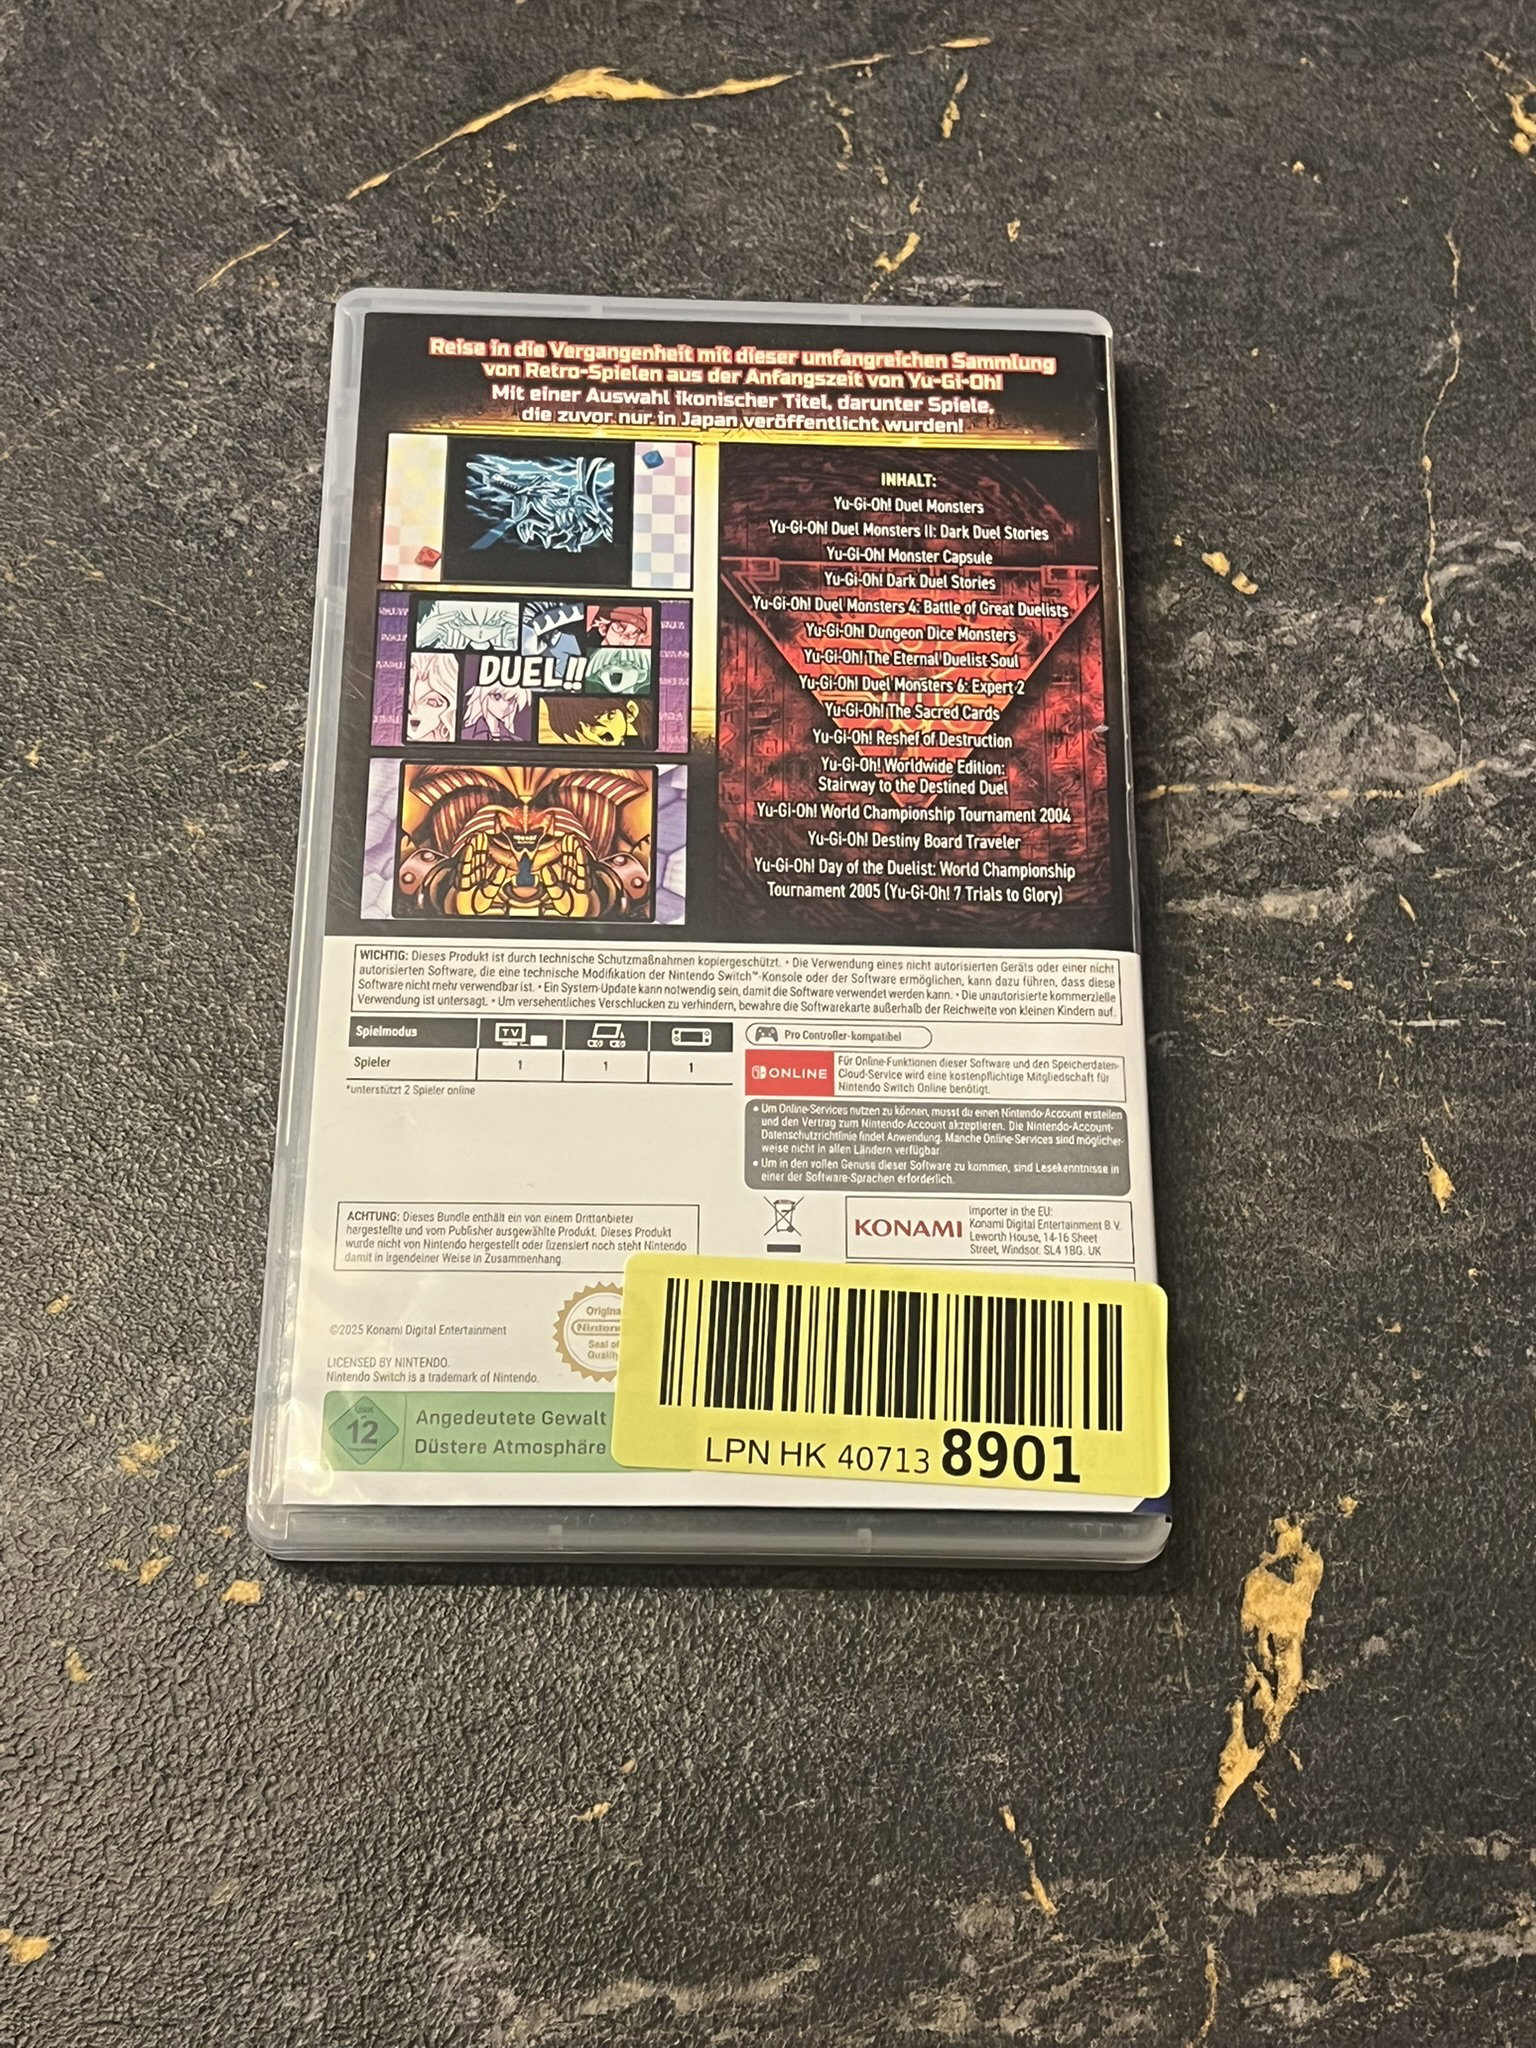 Reise in die Vergangenheit mit dieser umfangreichen Sammlung
von Retro-Spielen aus der Anfangszeit von Yu-Gi-Oh!
Mit einer Auswahl ikonischer Titel, darunter Spiele,
die zuvor nur in Japan veröffentlicht wurden!
DUEL!!
INHALT:
Yu-Gi-Oh! Duel Monsters
Yu-Gi-Oh! Duel Monsters II: Dark Duel Stories
Yu-Gi-Oh! Monster Capsule
Yu-Gi-Oh! Dark Duel Stories
Yu-Gi-Oh! Duel Monsters 4: Battle of Great Duelists
Yu-Gi-Oh! Dungeon Dice Monsters
Yu-Gi-Oh! The Eternal Duelist Soul
Yu-Gi-Oh! Duel Monsters 6: Expert 2
Yu-Gi-Oh! The Sacred Cards
Yu-Gi-Oh! Reshef of Destruction
Yu-Gi-Oh! Worldwide Edition:
Stairway to the Destined Duel
Yu-Gi-Oh! World Championship Tournament 2004
Yu-Gi-Oh! Destiny Board Traveler
Yu-Gi-Oh! Day of the Duelist: World Championship
Tournament 2005 (Yu-Gi-Oh! 7 Trials to Glory)
WICHTIG: Dieses Produkt ist durch technische Schutzmaßnahmen kopiergeschützt. • Die Verwendung eines nicht autorisierten Geräts oder einer nicht
autorisierten Software, die eine technische Modifikation der Nintendo Switch™-Konsole oder der Software ermöglichen, kann dazu führen, dass diese
Software nicht mehr verwendbar ist. • Ein System-Update kann notwendig sein, damit die Software verwendet werden kann. • Die unautorisierte kommerzielle
Verwendung ist untersagt. • Um versehentliches Verschlucken zu verhindern, bewahre die Softwarekarte außerhalb der Reichweite von kleinen Kindern auf.
Spielmodus
TV
Spieler
1
1
1
*unterstützt 2 Spieler online
Pro Controller-kompatibel
ONLINE
Für Online-Funktionen dieser Software und den Speicherdaten-
Cloud-Service wird eine kostenpflichtige Mitgliedschaft für
Nintendo Switch Online benötigt.
• Um Online-Services nutzen zu können, musst du einen Nintendo-Account erstellen
und den Vertrag zum Nintendo-Account akzeptieren. Die Nintendo-Account-
Datenschutzrichtlinie findet Anwendung. Manche Online-Services sind möglicher-
weise nicht in allen Ländern verfügbar.
• Um in den vollen Genuss dieser Software zu kommen, sind Lesekenntnisse in
einer der Software-Sprachen erforderlich.
ACHTUNG: Dieses Bundle enthält ein von einem Drittanbieter
hergestellte und vom Publisher ausgewählte Produkt. Dieses Produkt
wurde nicht von Nintendo hergestellt oder lizensiert noch steht Nintendo
damit in irgendeiner Weise in Zusammenhang.
KONAMI
Importer in the EU:
Konami Digital Entertainment B.V.
Leworth House, 14-16 Sheet
Street, Windsor. SL4 1BG. UK
©2025 Konami Digital Entertainment
LICENSED BY NINTENDO.
Nintendo Switch is a trademark of Nintendo.
Origina
Ninten
Seal of
Quality
USK
12
Angedeutete Gewalt
Düstere Atmosphäre
LPN HK 40713 8901